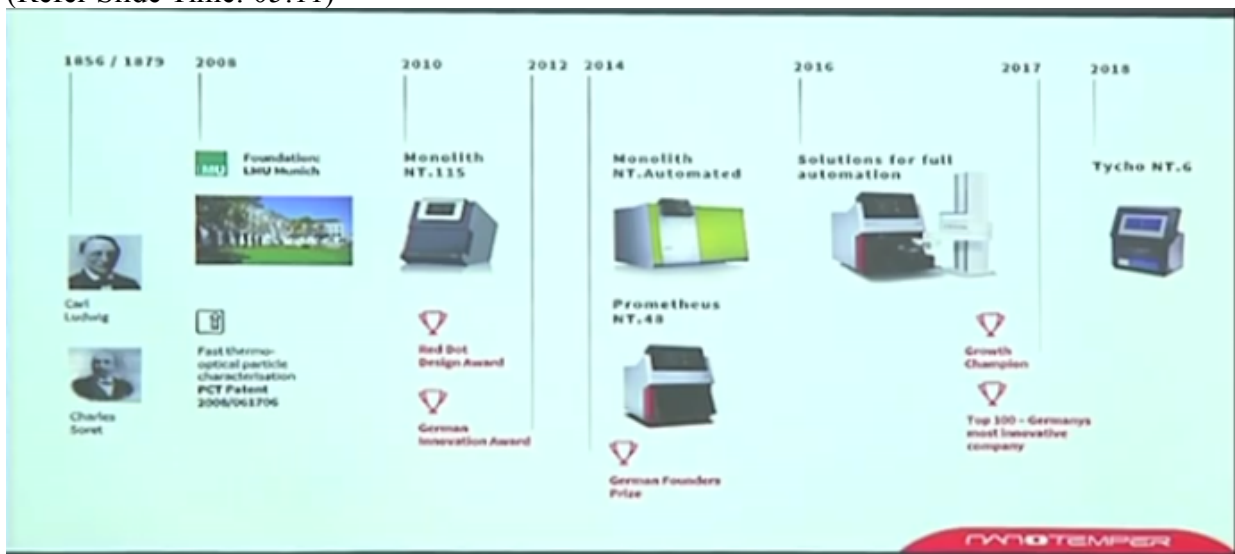 (Refer Slide Time: 05:11)
1856 / 1879
2008
2010
2012
2014
2016
2017
2018
Foundation:
LMU Munich
LMU
Monolith
NT.115
Monolith
NT.Automated
Solutions for full
automation
Tycho NT.6
Carl
Ludwig
Charles
Soret
Fast thermo-
optical particle
characterisation
PCT Patent
2008/061706
Red Dot
Design Award
German
Innovation Award
Prometheus
NT.48
German Founders
Prize
Growth
Champion
Top 100 - Germanys
most innovative
company
NANOTEMPER